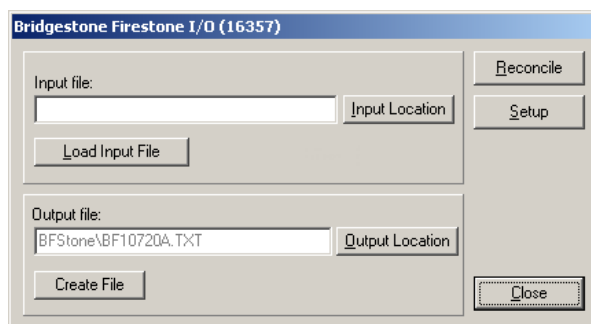 Bridgestone Firestone I/O (16357)
Input file:
Input Location
Load Input File
Output file:
BFStone\BF10720A.TXT
Output Location
Create File
Reconcile
Setup
Close